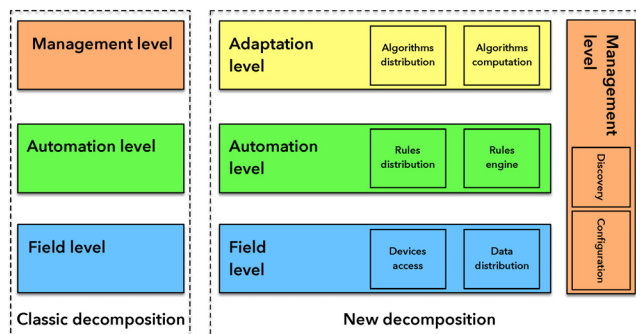 Management level
Automation level
Field level
Classic decomposition
Adaptation
level
Algorithms
distribution
Algorithms
computation
Automation
level
Rules
distribution
Rules
engine
Field
level
Devices
access
Data
distribution
Management
level
Discovery
Configuration
New decomposition